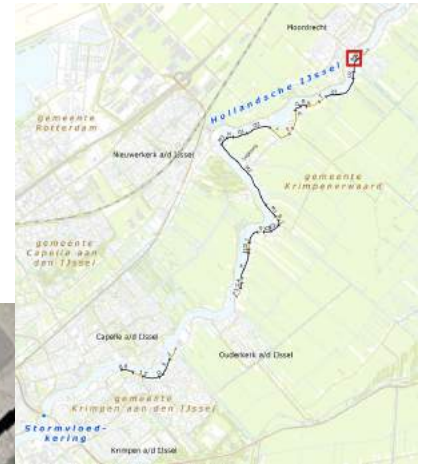 Moordrecht
Hollandsche IJssel
gemeente
Rotterdam
Nieuwerkerk a/d IJssel
gemeente
Krimpenerwaard
gemeente
Capelle aan
den IJssel
Capelle a/d IJssel
Ouderkerk a/d IJssel
gemeente
Krimpen aan den IJssel
Stormvloed-
kering
Krimpen a/d IJssel